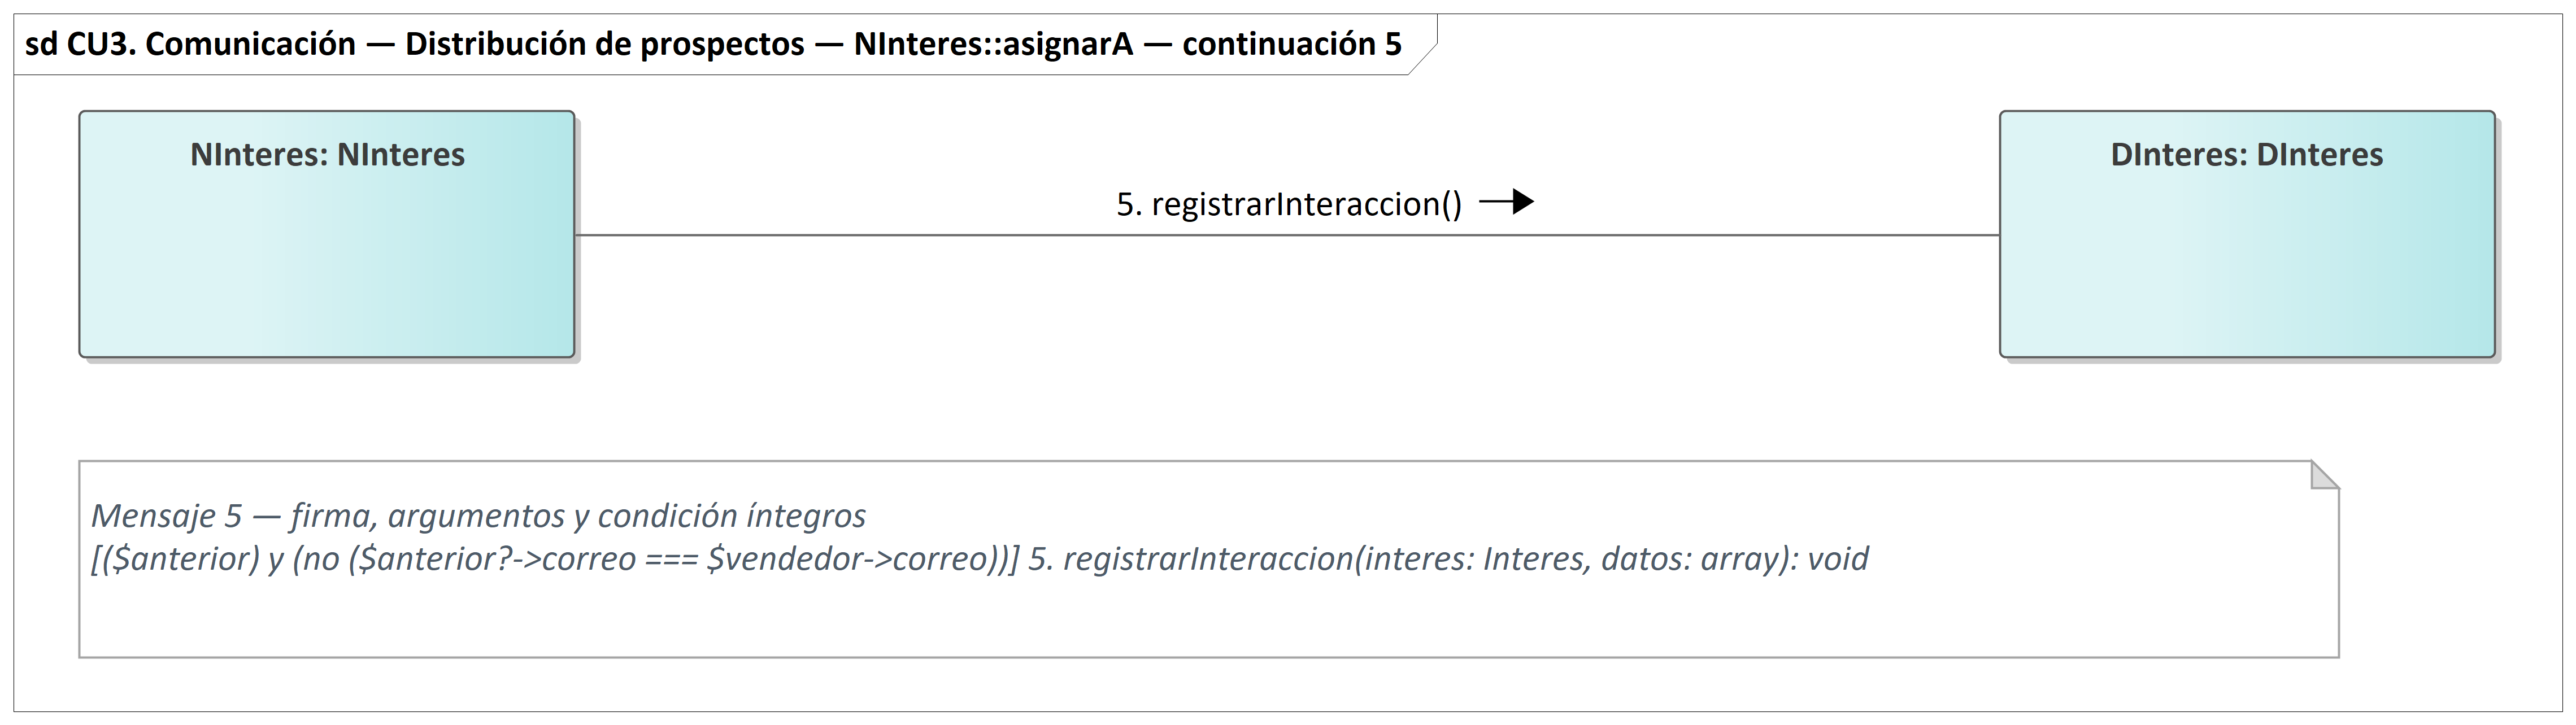 sd CU3. Comunicación — Distribución de prospectos — NInteres::asignarA — continuación 5
NInteres: NInteres
DInteres: DInteres
5. registrarInteraccion()
Mensaje 5 — firma, argumentos y condición íntegros
[($anterior) y (no ($anterior?->correo === $vendedor->correo))] 5. registrarInteraccion(interes: Interes, datos: array): void